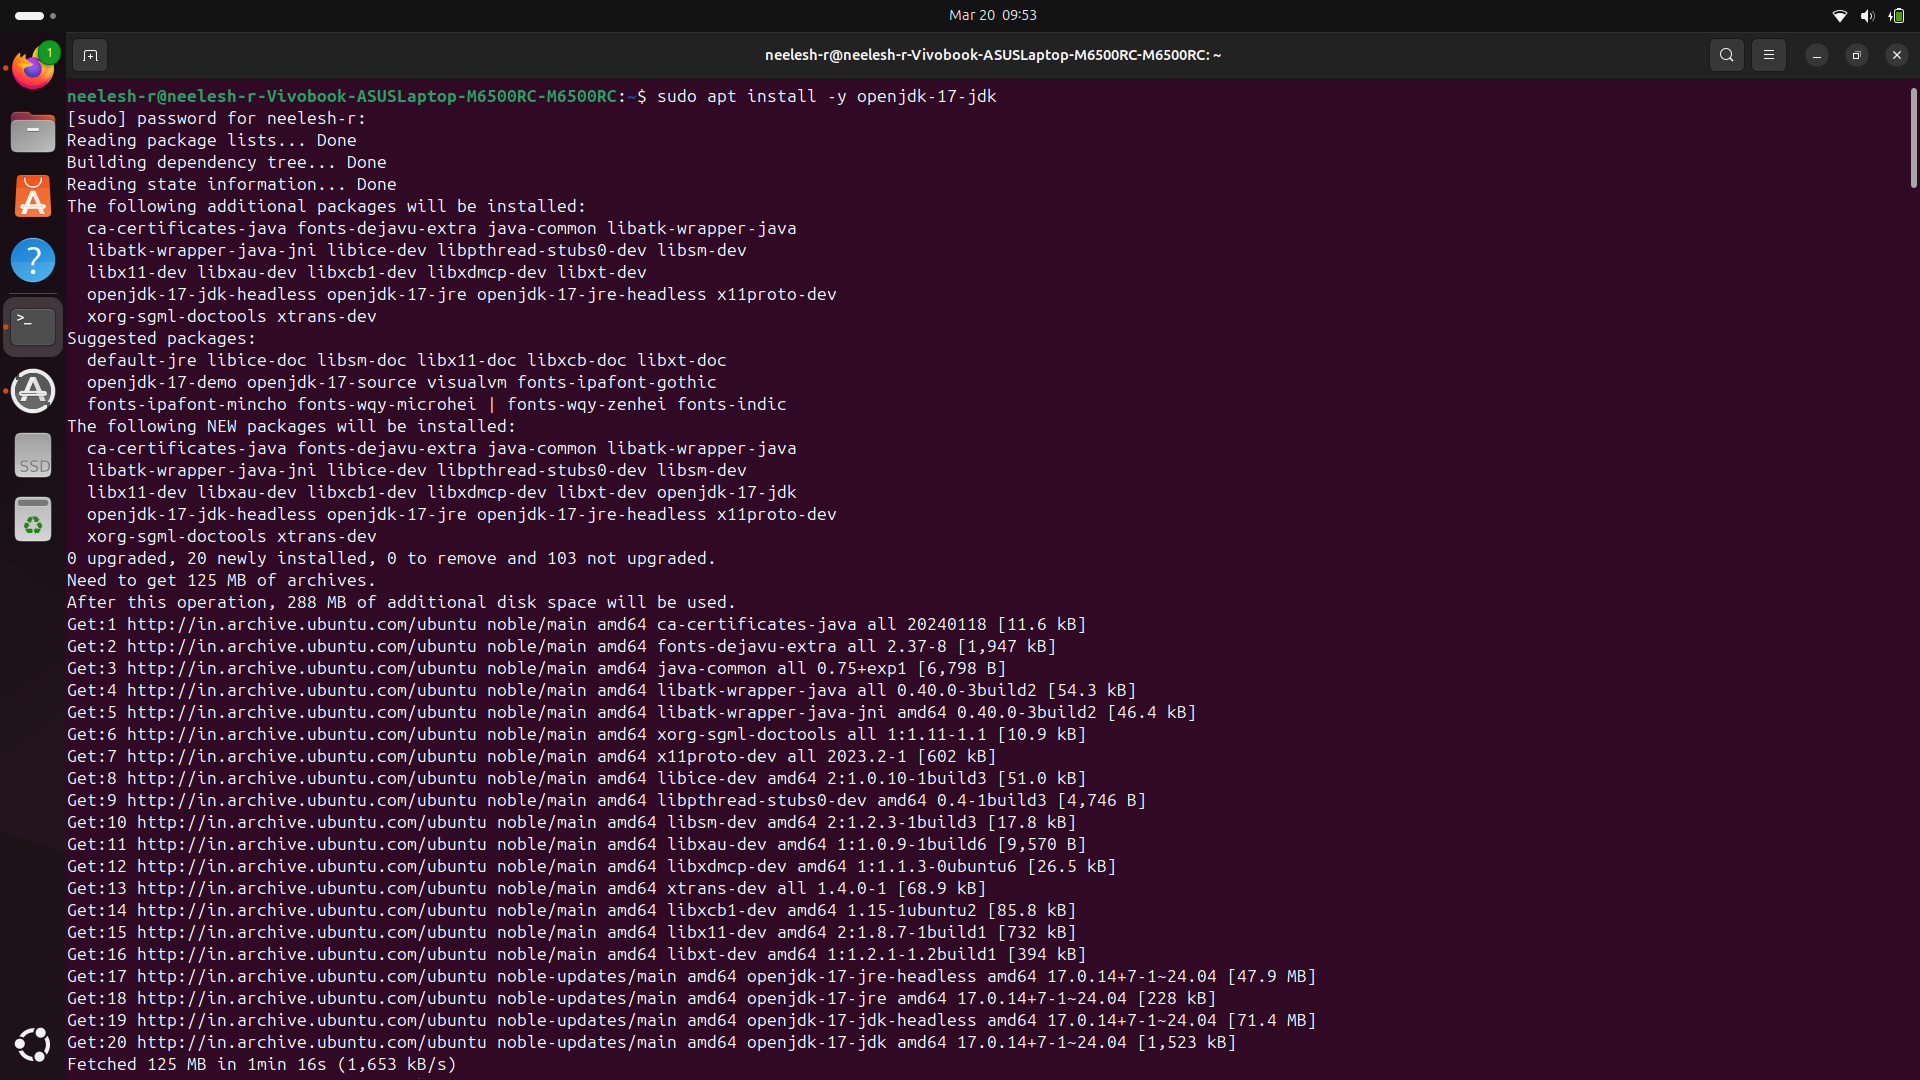 Mar 20 09:53
neelesh-r@neelesh-r-Vivobook-ASUSLaptop-M6500RC-M6500RC: ~
1
neelesh-r@neelesh-r-Vivobook-ASUSLaptop-M6500RC-M6500RC:~$ sudo apt install -y openjdk-17-jdk
[sudo] password for neelesh-r:
Reading package lists... Done
Building dependency tree... Done
Reading state information... Done
The following additional packages will be installed:
  ca-certificates-java fonts-dejavu-extra java-common libatk-wrapper-java
  libatk-wrapper-java-jni libice-dev libpthread-stubs0-dev libsm-dev
  libx11-dev libxau-dev libxcb1-dev libxdmcp-dev libxt-dev
  openjdk-17-jdk-headless openjdk-17-jre openjdk-17-jre-headless x11proto-dev
  xorg-sgml-doctools xtrans-dev
Suggested packages:
  default-jre libice-doc libsm-doc libx11-doc libxcb-doc libxt-doc
  openjdk-17-demo openjdk-17-source visualvm fonts-ipafont-gothic
  fonts-ipafont-mincho fonts-wqy-microhei | fonts-wqy-zenhei fonts-indic
The following NEW packages will be installed:
  ca-certificates-java fonts-dejavu-extra java-common libatk-wrapper-java
  libatk-wrapper-java-jni libice-dev libpthread-stubs0-dev libsm-dev
  libx11-dev libxau-dev libxcb1-dev libxdmcp-dev libxt-dev openjdk-17-jdk
  openjdk-17-jdk-headless openjdk-17-jre openjdk-17-jre-headless x11proto-dev
  xorg-sgml-doctools xtrans-dev
0 upgraded, 20 newly installed, 0 to remove and 103 not upgraded.
Need to get 125 MB of archives.
After this operation, 288 MB of additional disk space will be used.
Get:1 http://in.archive.ubuntu.com/ubuntu noble/main amd64 ca-certificates-java all 20240118 [11.6 kB]
Get:2 http://in.archive.ubuntu.com/ubuntu noble/main amd64 fonts-dejavu-extra all 2.37-8 [1,947 kB]
Get:3 http://in.archive.ubuntu.com/ubuntu noble/main amd64 java-common all 0.75+exp1 [6,798 B]
Get:4 http://in.archive.ubuntu.com/ubuntu noble/main amd64 libatk-wrapper-java all 0.40.0-3build2 [54.3 kB]
Get:5 http://in.archive.ubuntu.com/ubuntu noble/main amd64 libatk-wrapper-java-jni amd64 0.40.0-3build2 [46.4 kB]
Get:6 http://in.archive.ubuntu.com/ubuntu noble/main amd64 xorg-sgml-doctools all 1:1.11-1.1 [10.9 kB]
Get:7 http://in.archive.ubuntu.com/ubuntu noble/main amd64 x11proto-dev all 2023.2-1 [602 kB]
Get:8 http://in.archive.ubuntu.com/ubuntu noble/main amd64 libice-dev amd64 2:1.0.10-1build3 [51.0 kB]
Get:9 http://in.archive.ubuntu.com/ubuntu noble/main amd64 libpthread-stubs0-dev amd64 0.4-1build3 [4,746 B]
Get:10 http://in.archive.ubuntu.com/ubuntu noble/main amd64 libsm-dev amd64 2:1.2.3-1build3 [17.8 kB]
Get:11 http://in.archive.ubuntu.com/ubuntu noble/main amd64 libxau-dev amd64 1:1.0.9-1build6 [9,570 B]
Get:12 http://in.archive.ubuntu.com/ubuntu noble/main amd64 libxdmcp-dev amd64 1:1.1.3-0ubuntu6 [26.5 kB]
Get:13 http://in.archive.ubuntu.com/ubuntu noble/main amd64 xtrans-dev all 1.4.0-1 [68.9 kB]
Get:14 http://in.archive.ubuntu.com/ubuntu noble/main amd64 libxcb1-dev amd64 1.15-1ubuntu2 [85.8 kB]
Get:15 http://in.archive.ubuntu.com/ubuntu noble/main amd64 libx11-dev amd64 2:1.8.7-1build1 [732 kB]
Get:16 http://in.archive.ubuntu.com/ubuntu noble/main amd64 libxt-dev amd64 1:1.2.1-1.2build1 [394 kB]
Get:17 http://in.archive.ubuntu.com/ubuntu noble-updates/main amd64 openjdk-17-jre-headless amd64 17.0.14+7-1~24.04 [47.9 MB]
Get:18 http://in.archive.ubuntu.com/ubuntu noble-updates/main amd64 openjdk-17-jre amd64 17.0.14+7-1~24.04 [228 kB]
Get:19 http://in.archive.ubuntu.com/ubuntu noble-updates/main amd64 openjdk-17-jdk-headless amd64 17.0.14+7-1~24.04 [71.4 MB]
Get:20 http://in.archive.ubuntu.com/ubuntu noble-updates/main amd64 openjdk-17-jdk amd64 17.0.14+7-1~24.04 [1,523 kB]
Fetched 125 MB in 1min 16s (1,653 kB/s)
?
>_
SSD